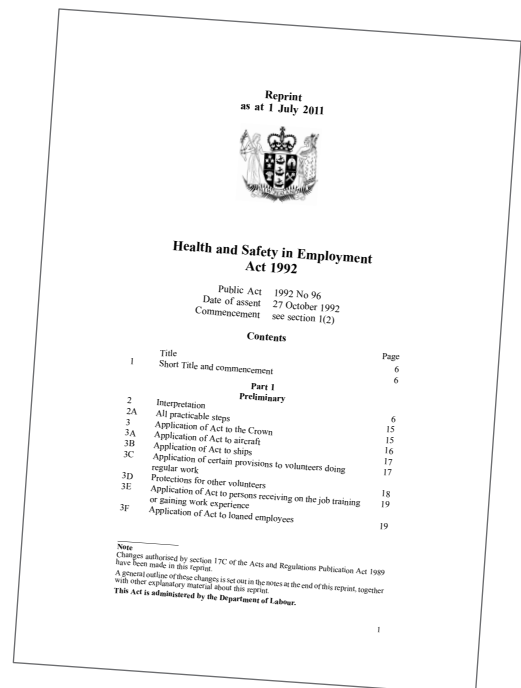 Reprint
as at 1 July 2011
Health and Safety in Employment
Act 1992
Public Act 1992 No 96
Date of assent 27 October 1992
Commencement see section 1(2)
Contents
Page
Title 6
1 Short Title and commencement 6
Part 1
Preliminary
2 Interpretation 6
2A All practicable steps 15
3 Application of Act to the Crown 15
3A Application of Act to aircraft 16
3B Application of Act to ships 17
3C Application of certain provisions to volunteers doing 17
regular work
3D Protections for other volunteers 18
3E Application of Act to persons receiving on the job training 19
or gaining work experience
3F Application of Act to loaned employees 19
Note
Changes authorised by section 17C of the Acts and Regulations Publication Act 1989
have been made in this reprint.
A general outline of these changes is set out in the notes at the end of this reprint, together
with other explanatory material about this reprint.
This Act is administered by the Department of Labour.
1